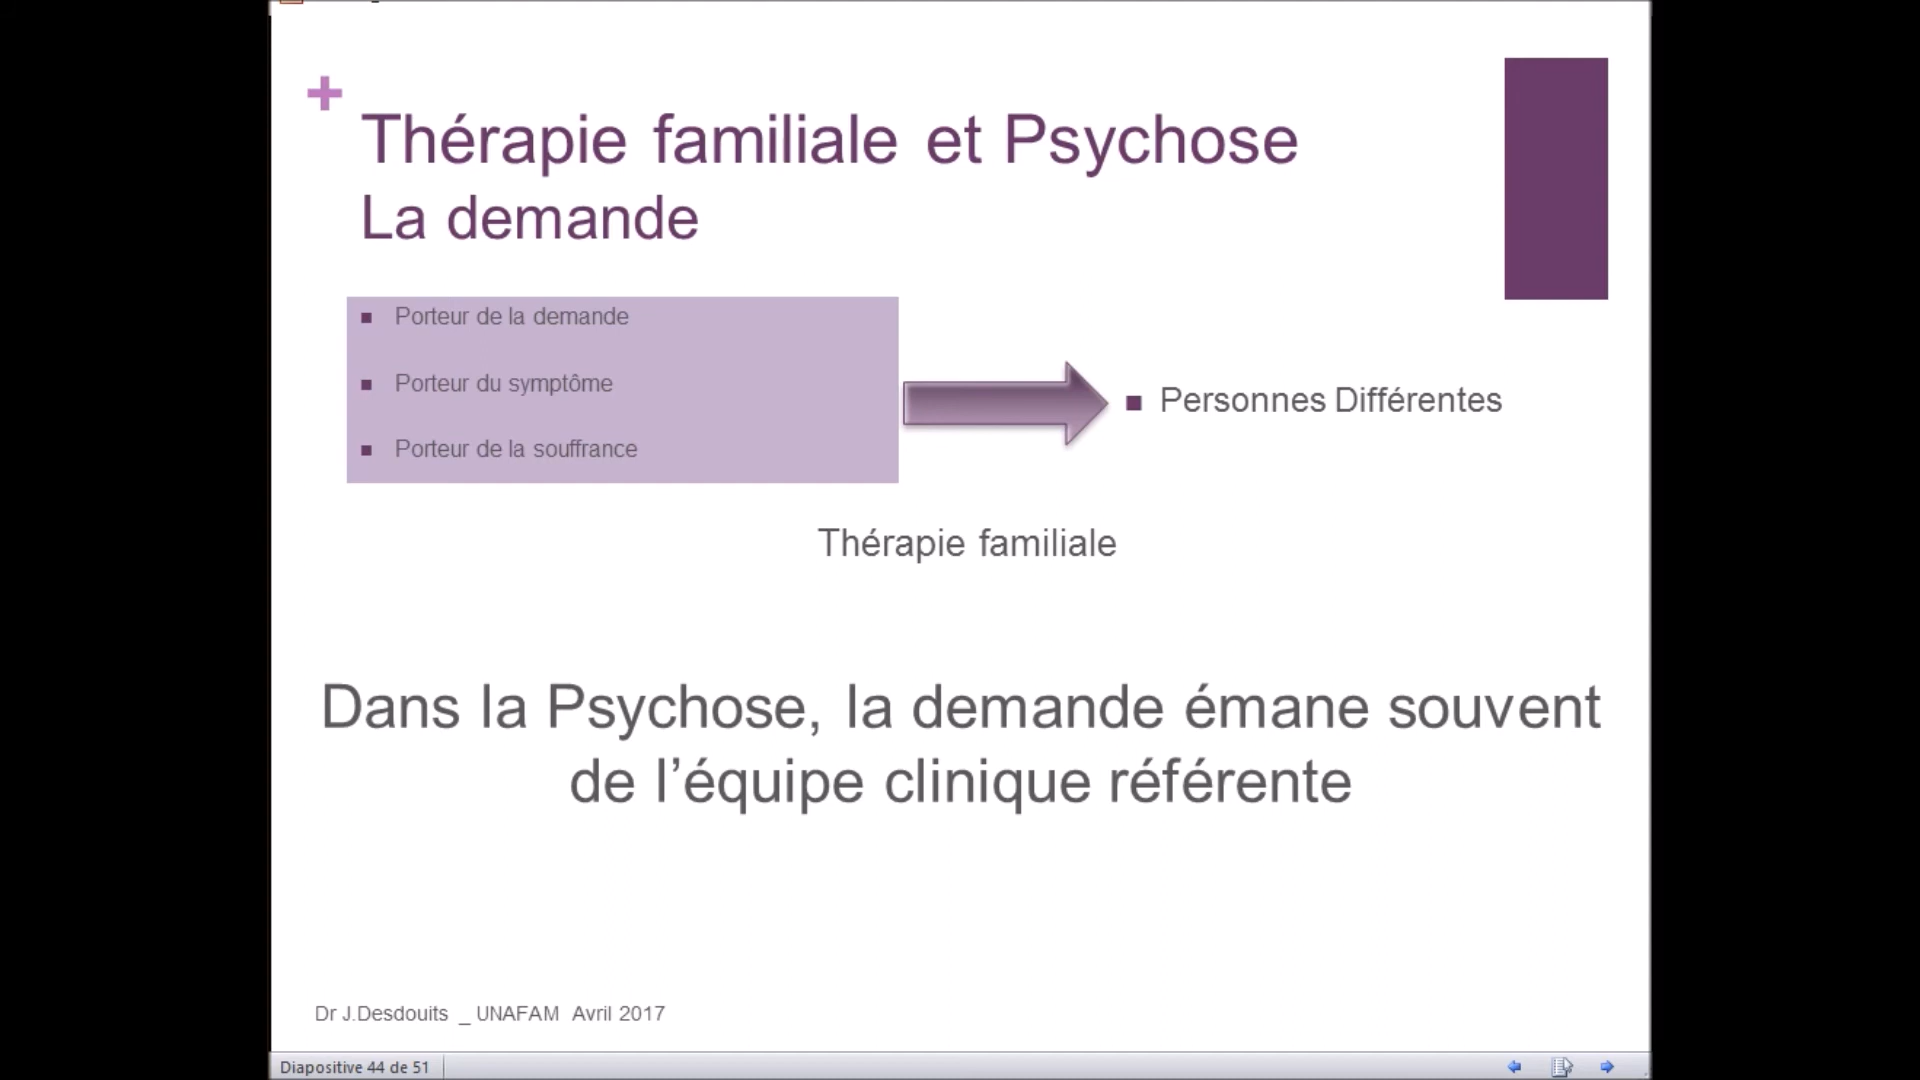 Thérapie familiale et Psychose
La demande
Porteur de la demande
Porteur du symptôme
Porteur de la souffrance
Personnes Différentes
Thérapie familiale
Dans la Psychose, la demande émane souvent
de l’équipe clinique référente
Dr J.Desdouits _ UNAFAM Avril 2017
Diapositive 44 de 51